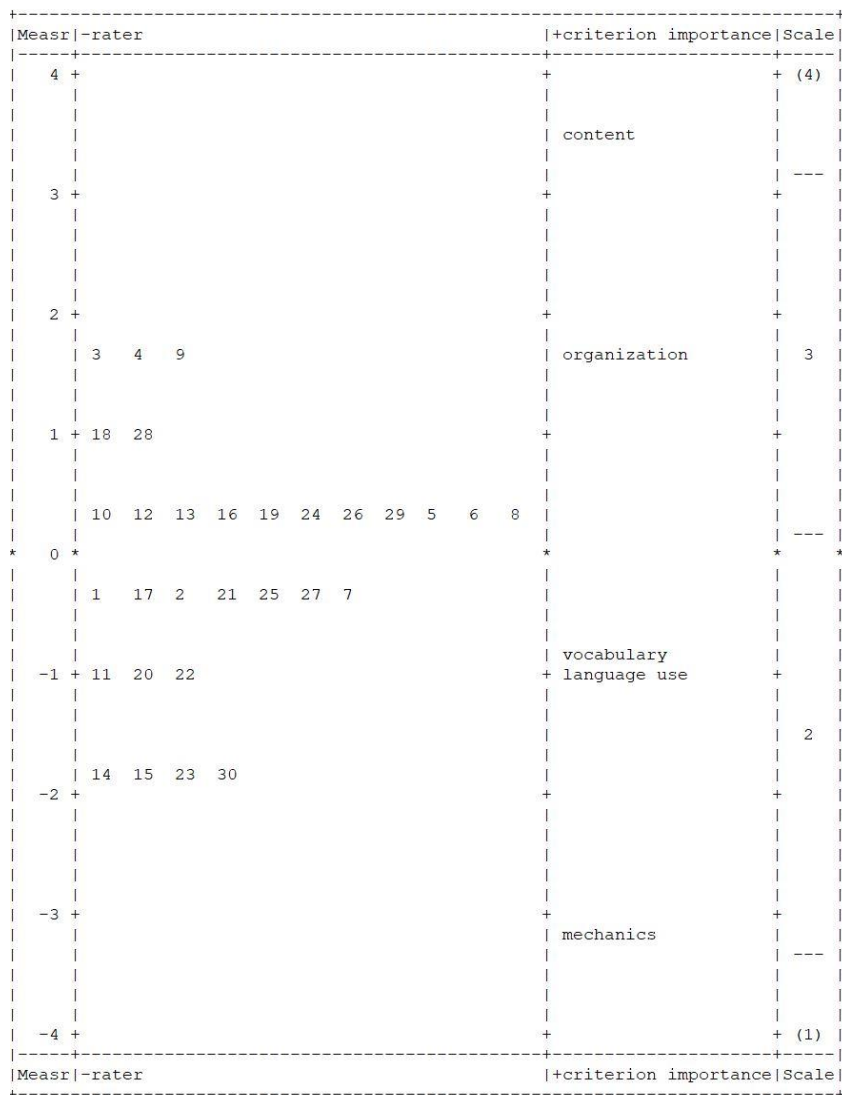 |Measr|-rater |+criterion importance|Scale|
4 + + + (4)
content
---
3 + + +
2 + + +
3 4 9 organization 3
1 + 18 28 + +
10 12 13 16 19 24 26 29 5 6 8
---
* 0 * * * *
1 17 2 21 25 27 7
vocabulary
-1 + 11 20 22 + language use +
2
14 15 23 30
-2 + + +
-3 + + +
mechanics
---
-4 + + + (1)
|Measr|-rater |+criterion importance|Scale|